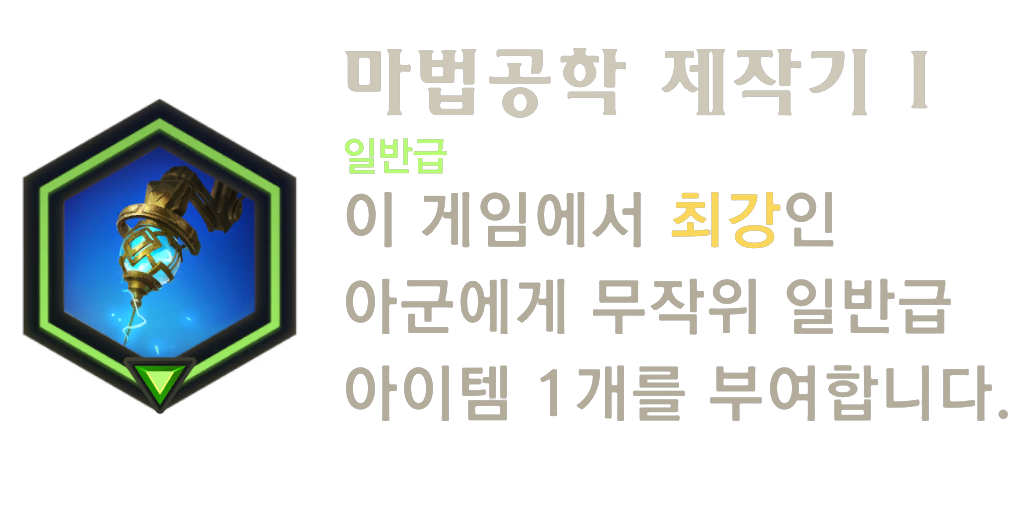 마법공학 제작기 I
일반급
이 게임에서 최강인
아군에게 무작위 일반급
아이템 1개를 부여합니다.